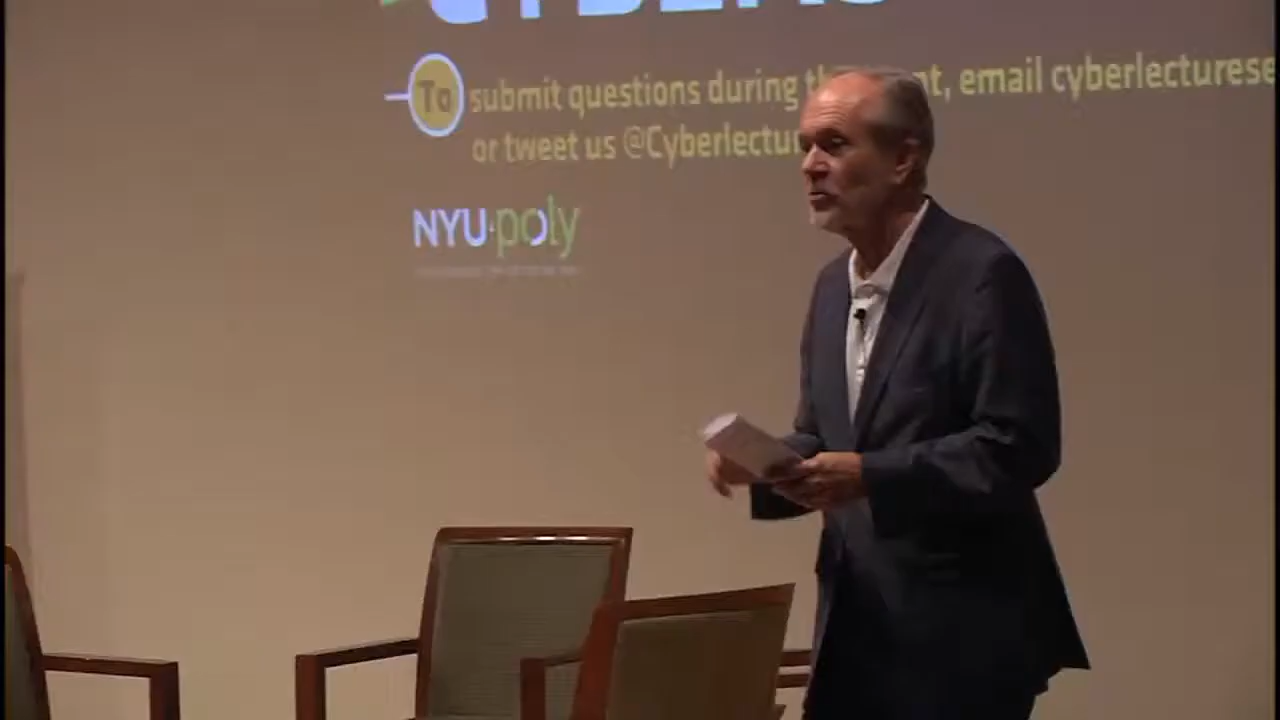 To submit questions during th nt, email cyberlecturese
or tweet us @Cyberlectur
NYU·poly